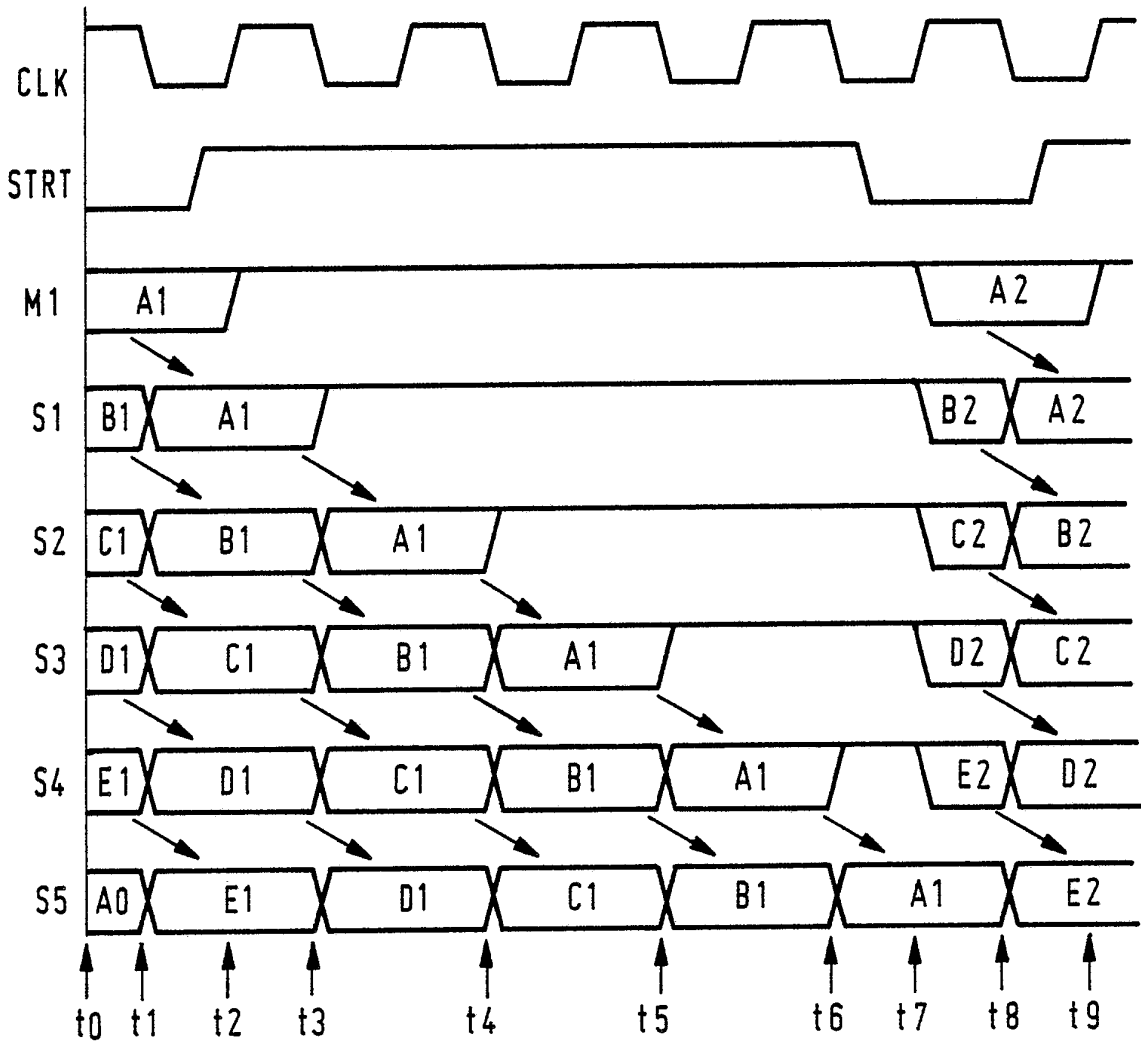 CLK
STRT
M1 A1 A2
S1 B1 A1 B2 A2
S2 C1 B1 A1 C2 B2
S3 D1 C1 B1 A1 D2 C2
S4 E1 D1 C1 B1 A1 E2 D2
S5 A0 E1 D1 C1 B1 A1 E2
t0 t1 t2 t3 t4 t5 t6 t7 t8 t9